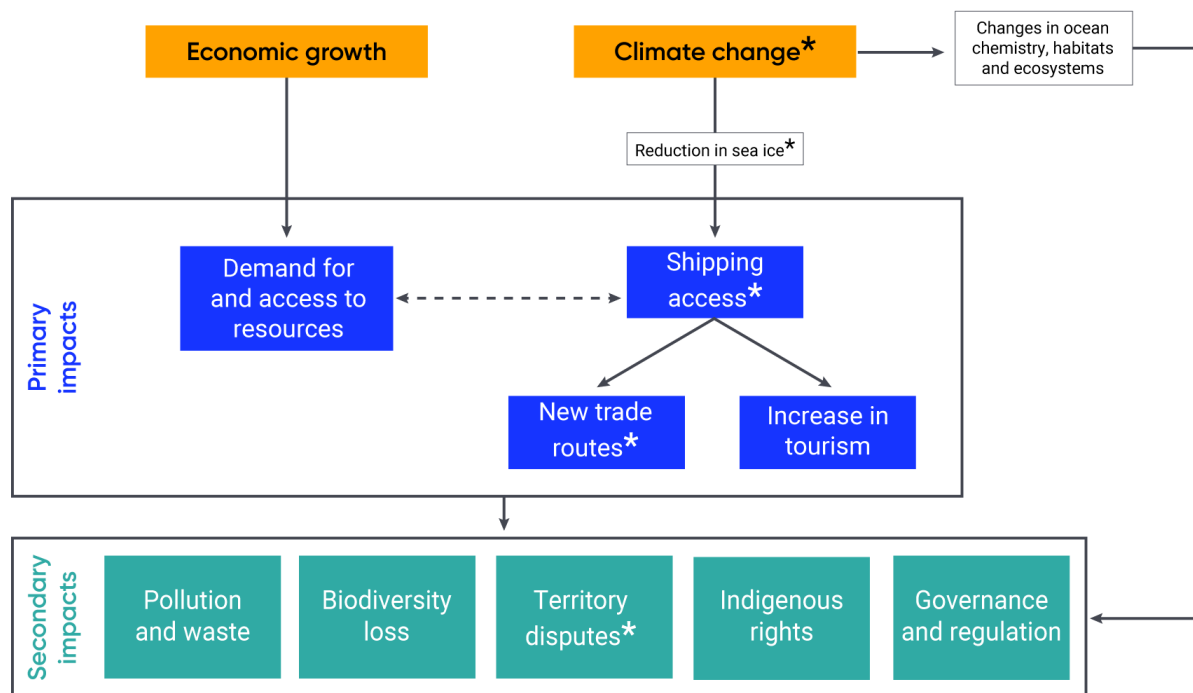 Economic growth
Climate change*
Changes in ocean
chemistry, habitats
and ecosystems
Reduction in sea ice*
Primary
impacts
Demand for
and access to
resources
Shipping
access*
New trade
routes*
Increase in
tourism
Secondary
impacts
Pollution
and waste
Biodiversity
loss
Territory
disputes*
Indigenous
rights
Governance
and regulation